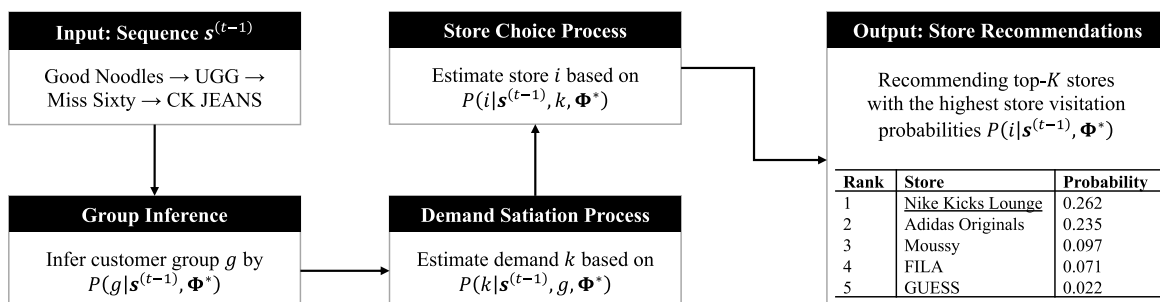 Input: Sequence 𝒔⁽ᵗ⁻¹⁾
Good Noodles → UGG →
Miss Sixty → CK JEANS
Group Inference
Infer customer group 𝑔 by
𝑃(𝑔|𝒔⁽ᵗ⁻¹⁾, 𝚽*)
Store Choice Process
Estimate store 𝑖 based on
𝑃(𝑖|𝒔⁽ᵗ⁻¹⁾, 𝑘, 𝚽*)
Demand Satiation Process
Estimate demand 𝑘 based on
𝑃(𝑘|𝒔⁽ᵗ⁻¹⁾, 𝑔, 𝚽*)
Output: Store Recommendations
Recommending top-𝐾 stores
with the highest store visitation
probabilities 𝑃(𝑖|𝒔⁽ᵗ⁻¹⁾, 𝚽*)
Rank Store Probability
1 Nike Kicks Lounge 0.262
2 Adidas Originals 0.235
3 Moussy 0.097
4 FILA 0.071
5 GUESS 0.022